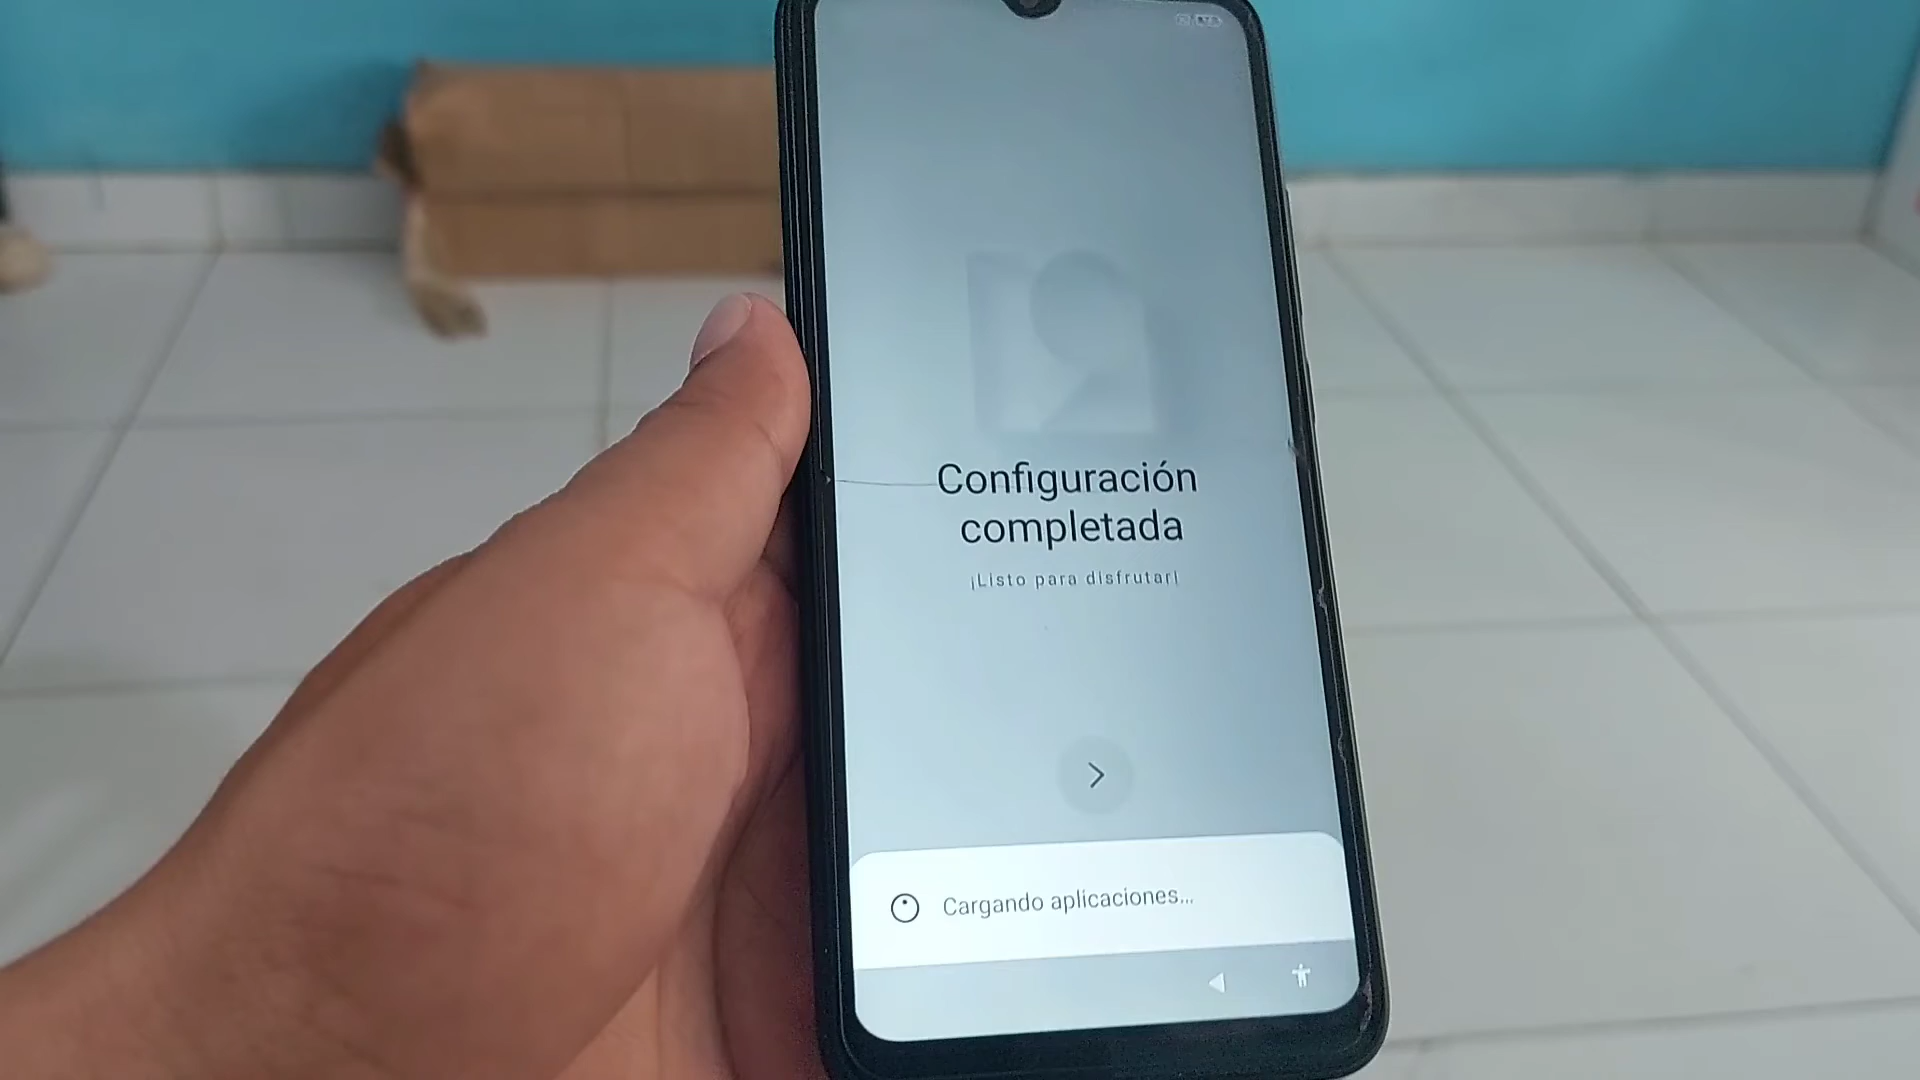 Configuración
completada
¡Listo para disfrutar!
Cargando aplicaciones...